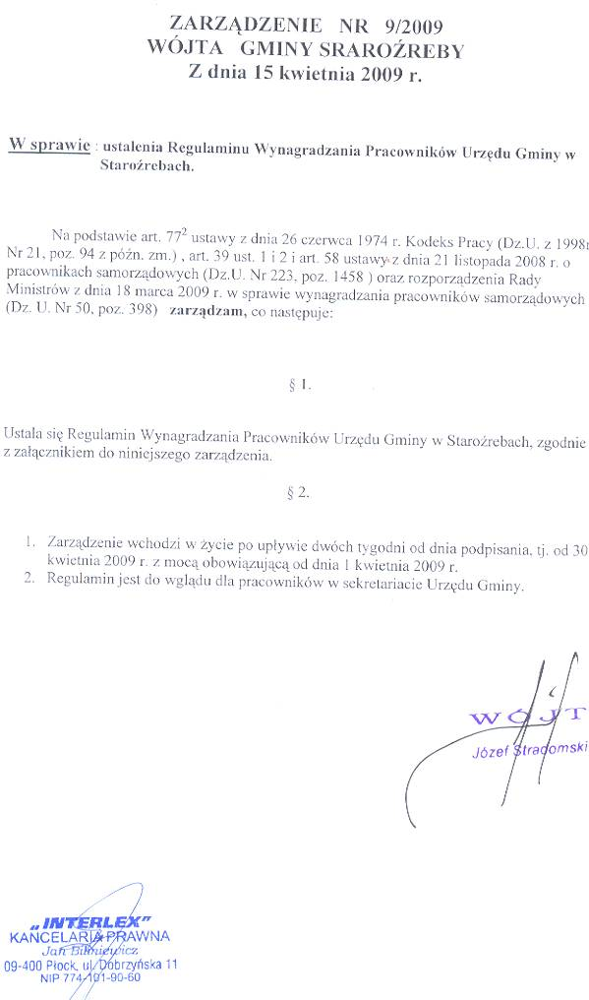 ZARZĄDZENIE NR 9/2009
WÓJTA GMINY SRAROŹREBY
Z dnia 15 kwietnia 2009 r.
W sprawie : ustalenia Regulaminu Wynagradzania Pracowników Urzędu Gminy w
Staroźrebach.
Na podstawie art. 77² ustawy z dnia 26 czerwca 1974 r. Kodeks Pracy (Dz.U. z 1998r
Nr 21, poz. 94 z późn. zm.) , art. 39 ust. 1 i 2 i art. 58 ustawy z dnia 21 listopada 2008 r. o
pracownikach samorządowych (Dz.U. Nr 223, poz. 1458 ) oraz rozporządzenia Rady
Ministrów z dnia 18 marca 2009 r. w sprawie wynagradzania pracowników samorządowych
(Dz. U. Nr 50, poz. 398) zarządzam, co następuje:
§ 1.
Ustala się Regulamin Wynagradzania Pracowników Urzędu Gminy w Staroźrebach, zgodnie
z załącznikiem do niniejszego zarządzenia.
§ 2.
1. Zarządzenie wchodzi w życie po upływie dwóch tygodni od dnia podpisania, tj. od 30
kwietnia 2009 r. z mocą obowiązującą od dnia 1 kwietnia 2009 r.
2. Regulamin jest do wglądu dla pracowników w sekretariacie Urzędu Gminy.
WÓJT
Józef Stradomski
„INTERLEX”
KANCELARIA PRAWNA
Jan
09-400 Płock, ul. Dobrzyńska 11
NIP 774-101-90-60